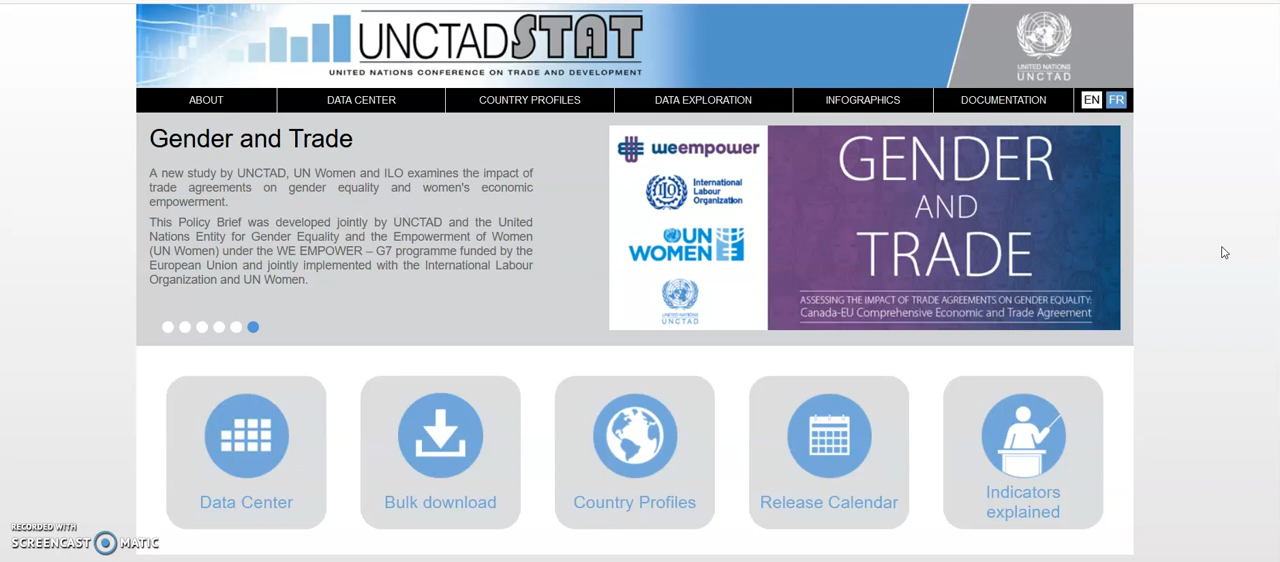 UNCTADSTAT
UNITED NATIONS CONFERENCE ON TRADE AND DEVELOPMENT
UNITED NATIONS
UNCTAD
ABOUT
DATA CENTER
COUNTRY PROFILES
DATA EXPLORATION
INFOGRAPHICS
DOCUMENTATION
EN
FR
Gender and Trade
A new study by UNCTAD, UN Women and ILO examines the impact of
trade agreements on gender equality and women's economic
empowerment.
This Policy Brief was developed jointly by UNCTAD and the United
Nations Entity for Gender Equality and the Empowerment of Women
(UN Women) under the WE EMPOWER – G7 programme funded by the
European Union and jointly implemented with the International Labour
Organization and UN Women.
weempower
International
Labour
Organization
UN
WOMEN
UNITED NATIONS
UNCTAD
GENDER
AND
TRADE
ASSESSING THE IMPACT OF TRADE AGREEMENTS ON GENDER EQUALITY:
Canada-EU Comprehensive Economic and Trade Agreement
Data Center
Bulk download
Country Profiles
Release Calendar
Indicators
explained
RECORDED WITH
SCREENCAST MATIC